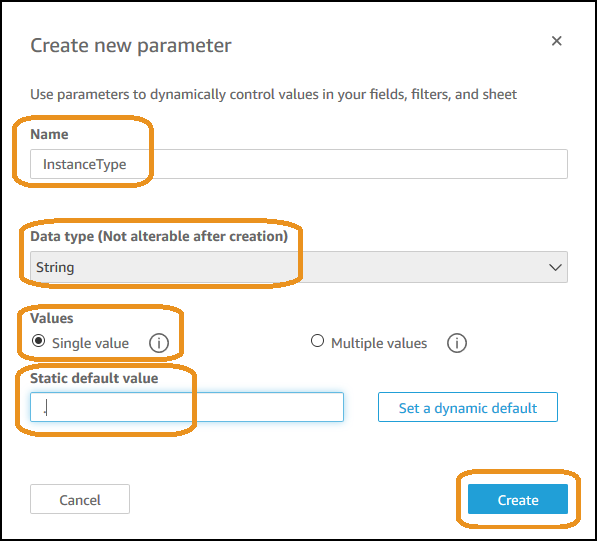 Create new parameter
Use parameters to dynamically control values in your fields, filters, and sheet
Name
InstanceType
Data type (Not alterable after creation)
String
Values
Single value
Multiple values
Static default value
.
Set a dynamic default
Cancel
Create